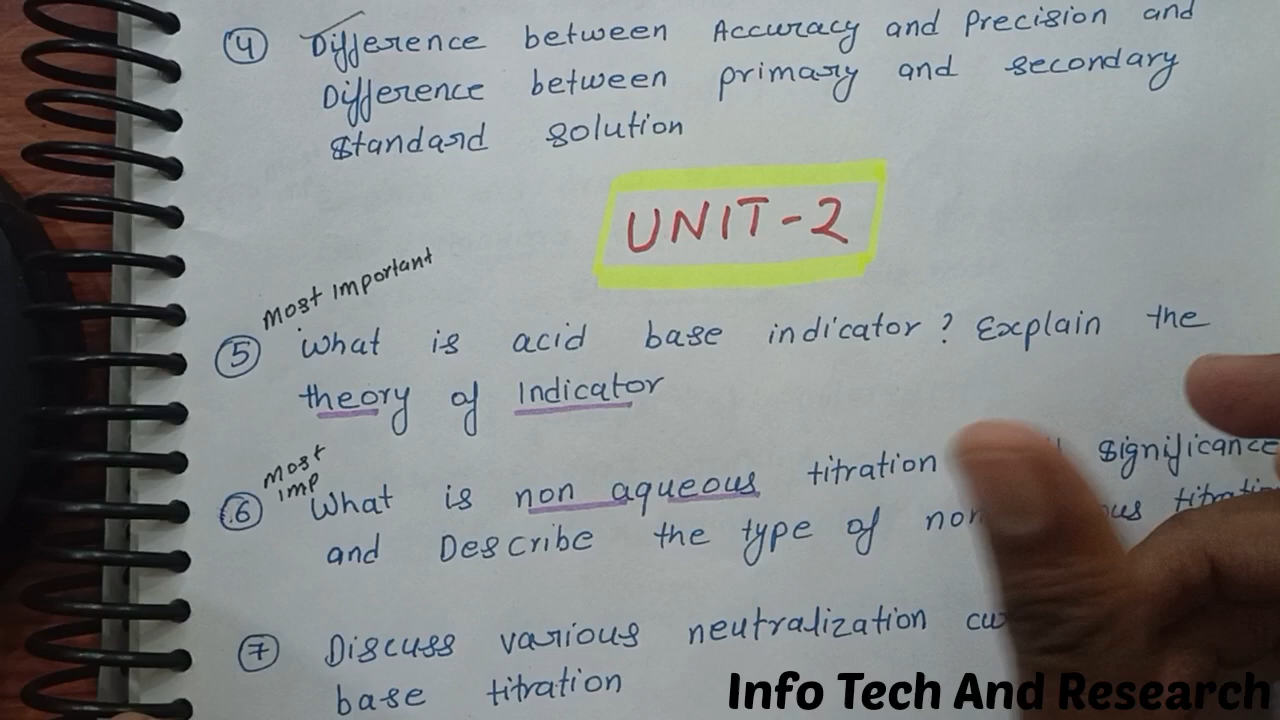 ④ Difference between Accuracy and Precision and
Difference between primary and secondary
standard solution
UNIT-2
Most Important
⑤ What is acid base indicator? Explain the
theory of Indicator
Most
imp
⑥ What is non aqueous titration significance
and Describe the type of titration
⑦ Discuss various neutralization
base titration
Info Tech And Research